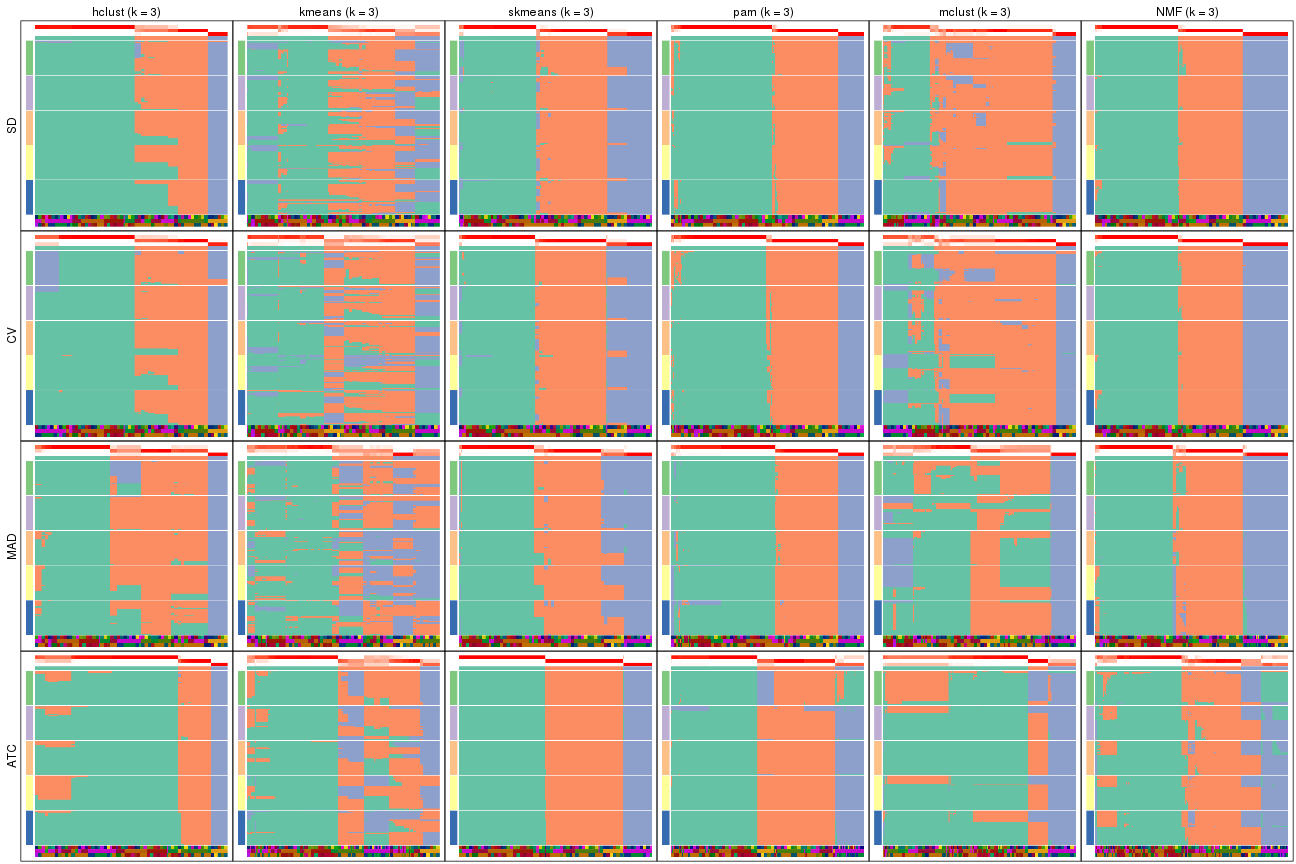 hclust (k = 3) kmeans (k = 3) skmeans (k = 3) pam (k = 3) mclust (k = 3) NMF (k = 3)
SD
CV
MAD
ATC